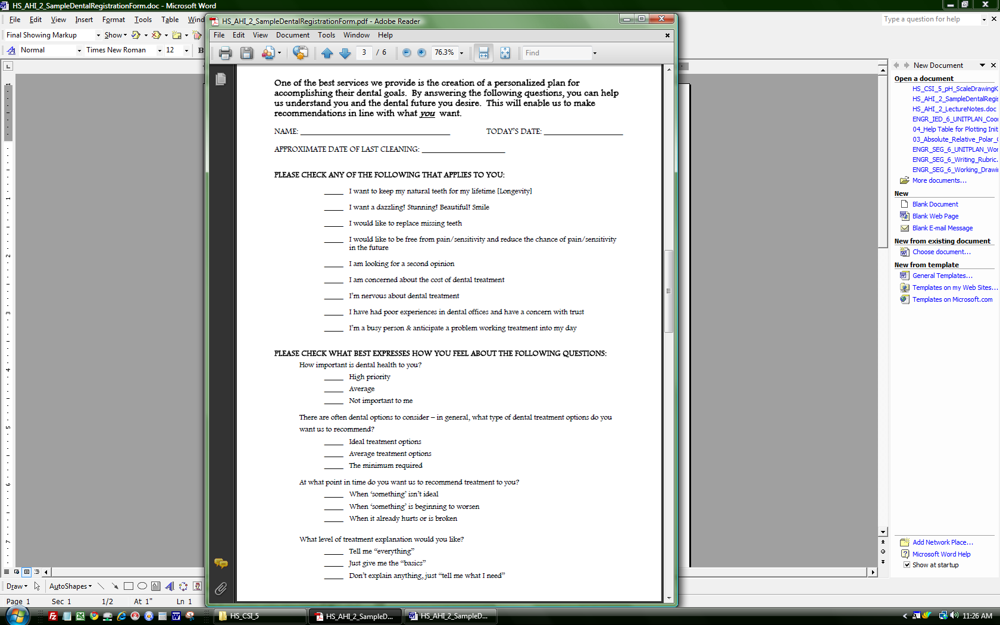 HS_AHI_2_SampleDentalRegistrationForm.doc - Microsoft Word
File Edit View Insert Format Tools Table Wind
Type a question for help
Final Showing Markup Show
Normal Times New Roman 12 B
HS_AHI_2_SampleDentalRegistrationForm.pdf - Adobe Reader
File Edit View Document Tools Window Help
3 / 6 76.3% Find
One of the best services we provide is the creation of a personalized plan for
accomplishing their dental goals. By answering the following questions, you can help
us understand you and the dental future you desire. This will enable us to make
recommendations in line with what you want.
NAME: ____________________ TODAY'S DATE: ____________________
APPROXIMATE DATE OF LAST CLEANING: ____________________
PLEASE CHECK ANY OF THE FOLLOWING THAT APPLIES TO YOU:
_____ I want to keep my natural teeth for my lifetime [Longevity]
_____ I want a dazzling! Stunning! Beautiful! Smile
_____ I would like to replace missing teeth
_____ I would like to be free from pain/sensitivity and reduce the chance of pain/sensitivity
in the future
_____ I am looking for a second opinion
_____ I am concerned about the cost of dental treatment
_____ I'm nervous about dental treatment
_____ I have had poor experiences in dental offices and have a concern with trust
_____ I'm a busy person & anticipate a problem working treatment into my day
PLEASE CHECK WHAT BEST EXPRESSES HOW YOU FEEL ABOUT THE FOLLOWING QUESTIONS:
How important is dental health to you?
_____ High priority
_____ Average
_____ Not important to me
There are often dental options to consider – in general, what type of dental treatment options do you
want us to recommend?
_____ Ideal treatment options
_____ Average treatment options
_____ The minimum required
At what point in time do you want us to recommend treatment to you?
_____ When 'something' isn't ideal
_____ When 'something' is beginning to worsen
_____ When it already hurts or is broken
What level of treatment explanation would you like?
_____ Tell me "everything"
_____ Just give me the "basics"
_____ Don't explain anything, just "tell me what I need"
New Document
Open a document
HS_CSI_5_pH_ScaleDrawingK
HS_AHI_2_SampleDentalRegis
HS_AHI_2_LectureNotes.doc
ENGR_IED_6_UNITPLAN_Coor
04_Help Table for Plotting Init
03_Absolute_Relative_Polar_C
ENGR_SEG_6_UNITPLAN_Wor
ENGR_SEG_6_Writing_Rubric.
ENGR_SEG_6_Working_Drawi
More documents...
New
Blank Document
Blank Web Page
Blank E-mail Message
New from existing document
Choose document...
New from template
General Templates...
Templates on my Web Sites...
Templates on Microsoft.com
Add Network Place...
Microsoft Word Help
Show at startup
1
1
2
3
4
5
6
7
Draw AutoShapes
Page 1 Sec 1 1/2 At 1" Ln 1
HS_CSI_5 HS_AHI_2_SampleD... HS_AHI_2_SampleD... 11:26 AM